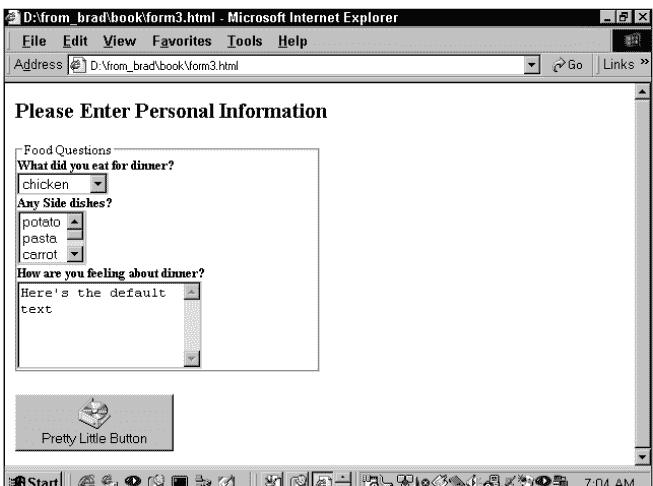 D:\from_brad\book\form3.html - Microsoft Internet Explorer
File Edit View Favorites Tools Help
Address D:\from_brad\book\form3.html Go Links »
Please Enter Personal Information
Food Questions
What did you eat for dinner?
chicken
Any Side dishes?
potato
pasta
carrot
How are you feeling about dinner?
Here's the default
text
Pretty Little Button
Start 7:04 AM